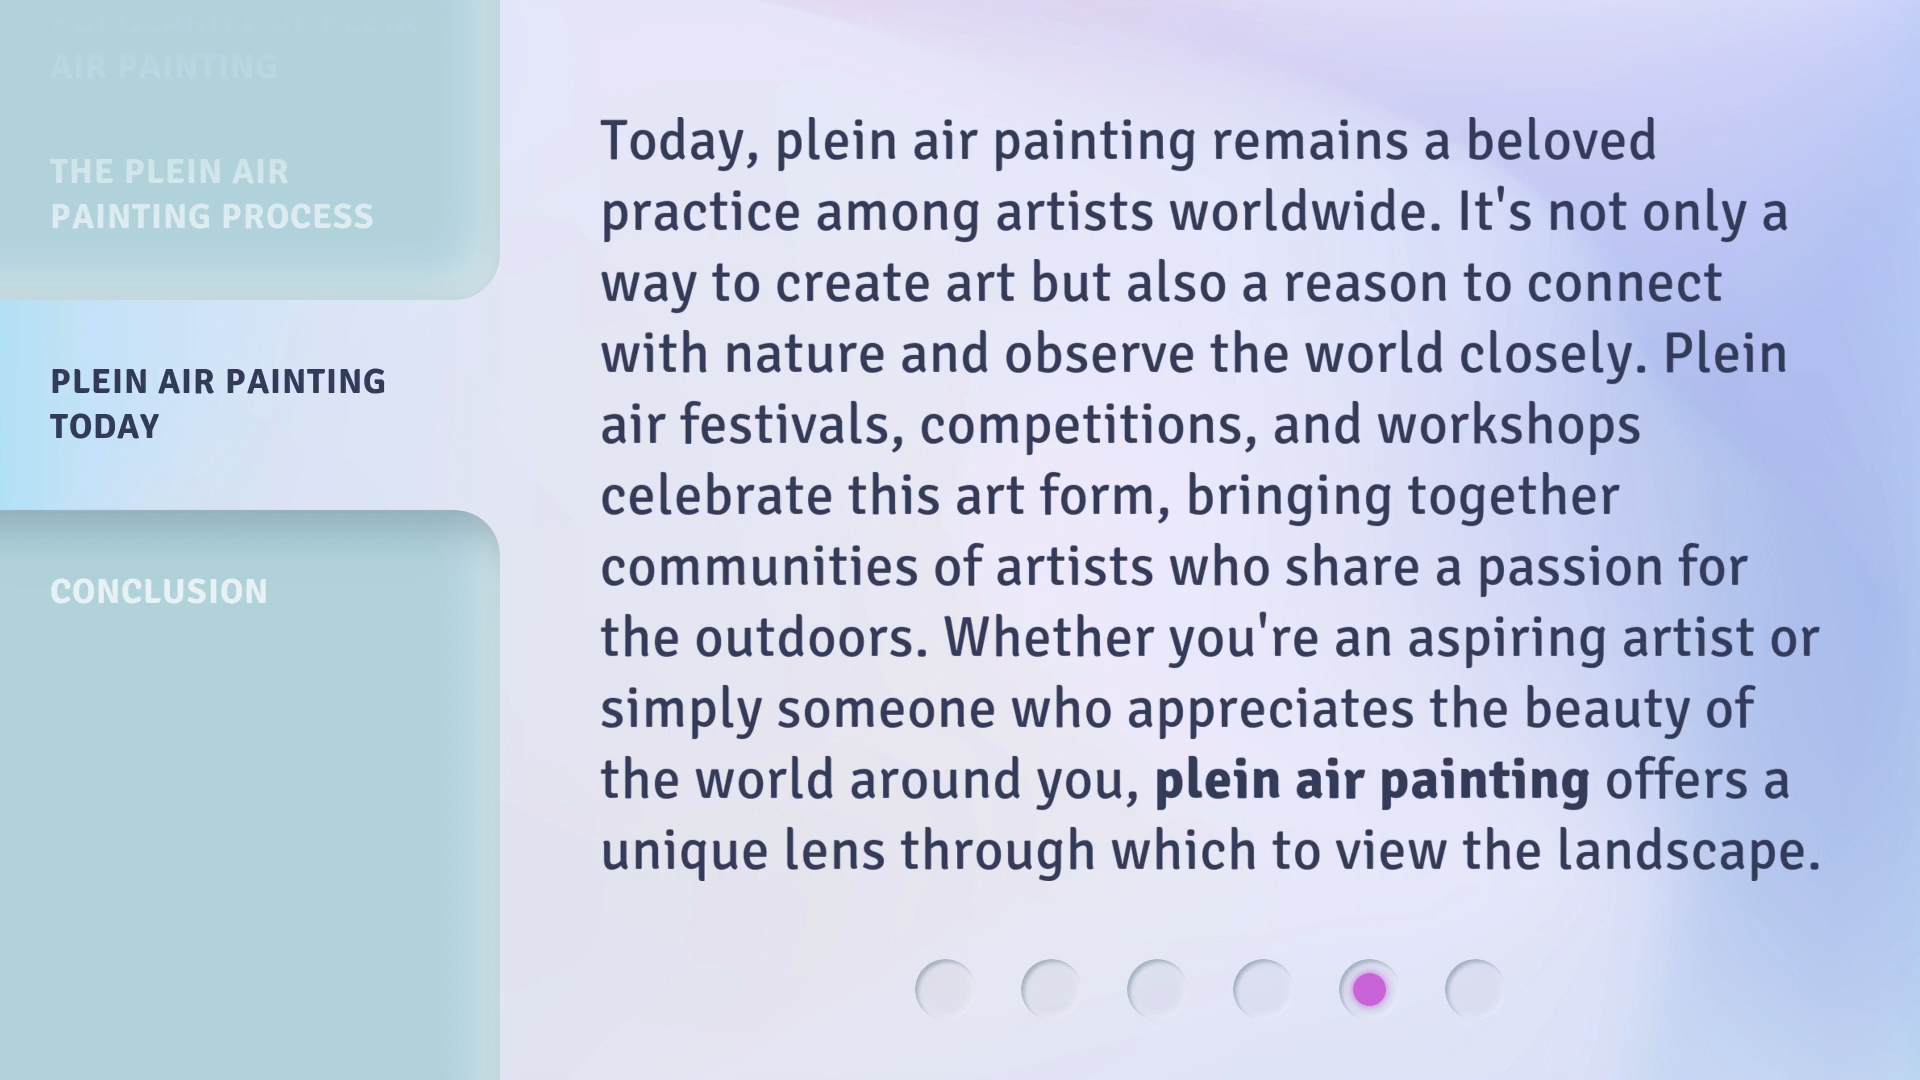 AIR PAINTING
THE PLEIN AIR
PAINTING PROCESS
PLEIN AIR PAINTING
TODAY
CONCLUSION
Today, plein air painting remains a beloved
practice among artists worldwide. It's not only a
way to create art but also a reason to connect
with nature and observe the world closely. Plein
air festivals, competitions, and workshops
celebrate this art form, bringing together
communities of artists who share a passion for
the outdoors. Whether you're an aspiring artist or
simply someone who appreciates the beauty of
the world around you, plein air painting offers a
unique lens through which to view the landscape.